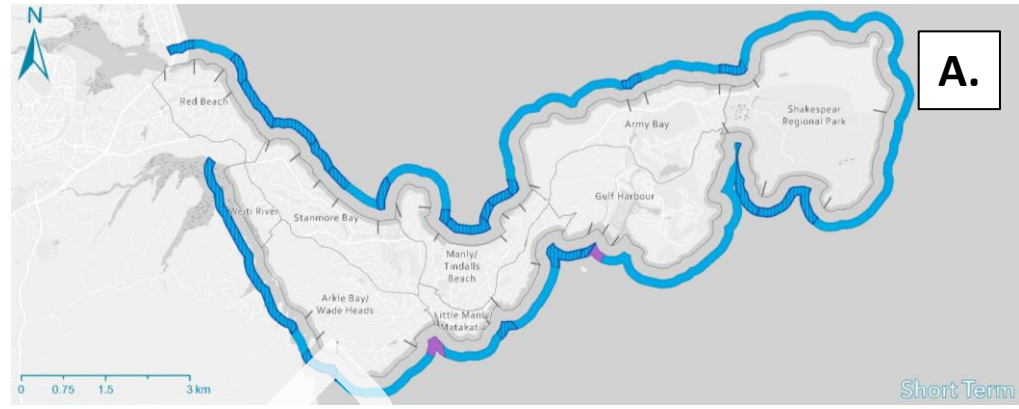 N
A.
Red Beach
Shakespear
Regional Park
Army Bay
Gulf Harbour
Weiti River
Stanmore Bay
Manly/
Tindalls
Beach
Arkle Bay/
Wade Heads
Little Manly/
Matakatia
0 0.75 1.5 3 km
Short Term